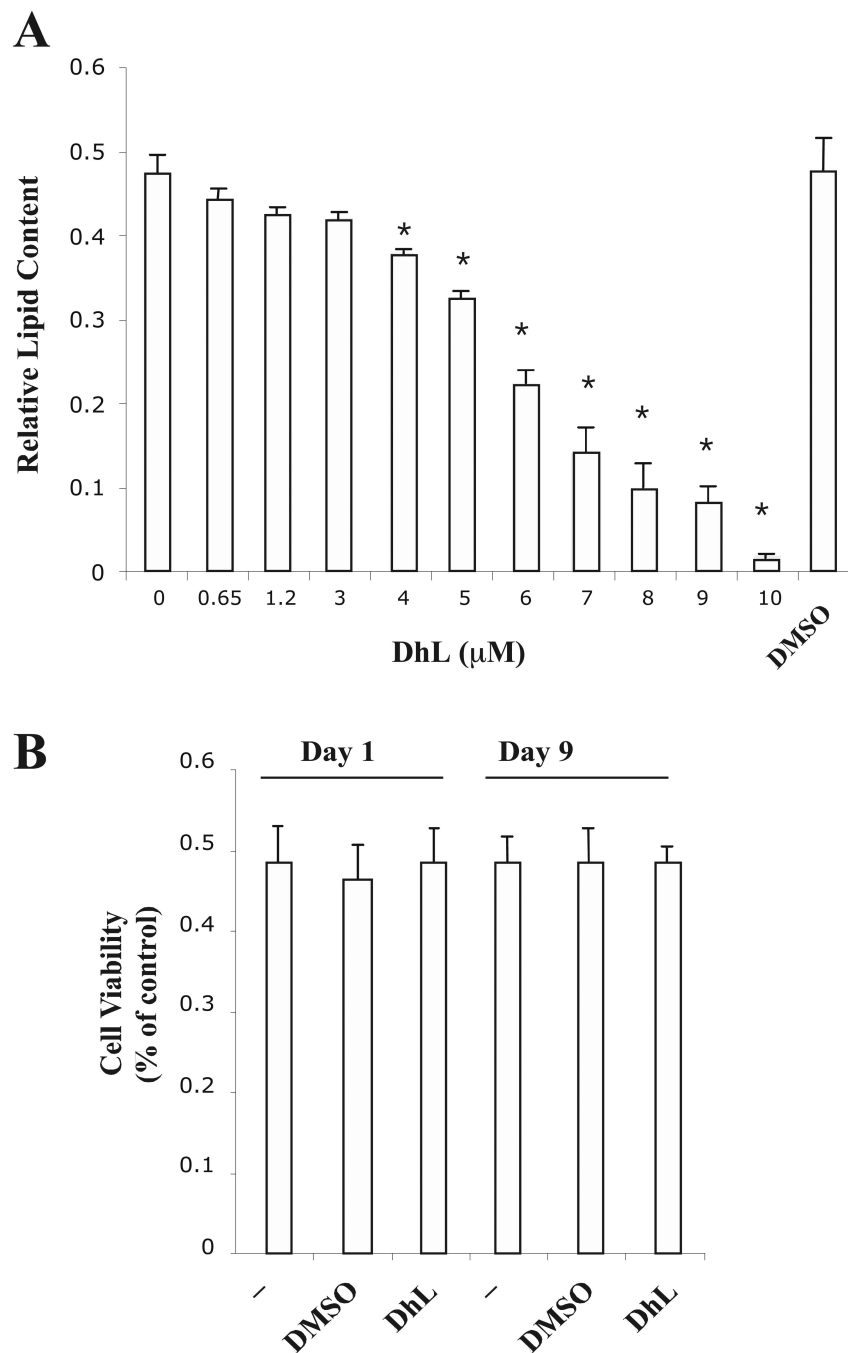 A
0.6
0.5
0.4
0.3
0.2
0.1
0
Relative Lipid Content
* * * * * * *
0 0.65 1.2 3 4 5 6 7 8 9 10 DMSO
DhL (μM)
B
Day 1 Day 9
0.6
0.5
0.4
0.3
0.2
0.1
0
Cell Viability
(% of control)
– DMSO DhL – DMSO DhL